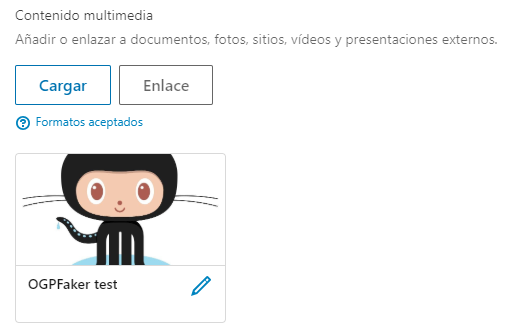 Contenido multimedia
Añadir o enlazar a documentos, fotos, sitios, vídeos y presentaciones externos.
Cargar
Enlace
? Formatos aceptados
OGPFaker test